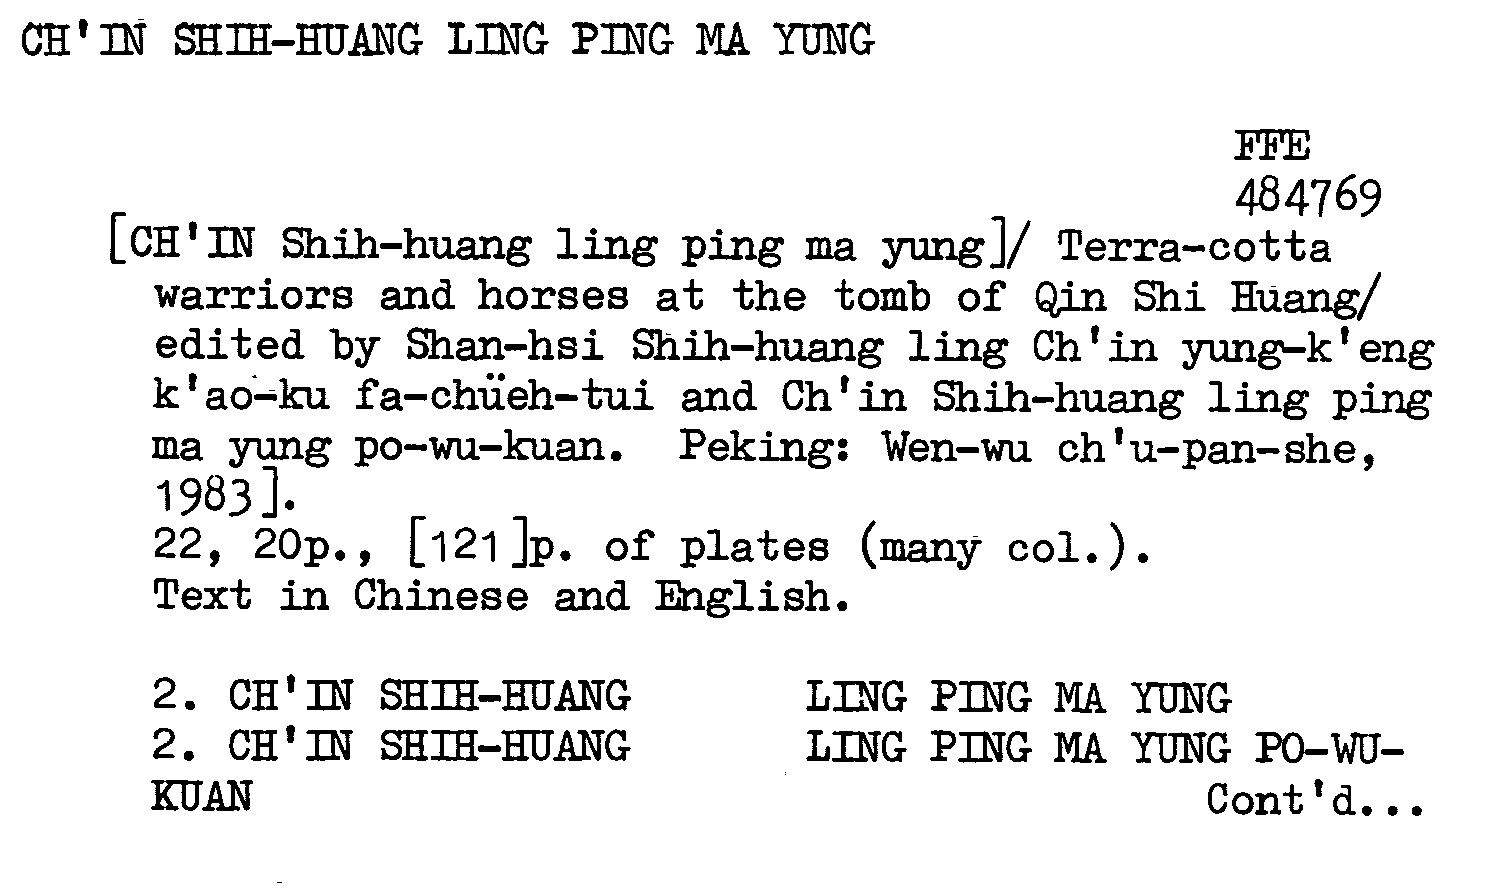 CH'IN SHIH-HUANG LING PING MA YUNG
FFE
484769
[CH'IN Shih-huang ling ping ma yung]/ Terra-cotta
warriors and horses at the tomb of Qin Shi Huang/
edited by Shan-hsi Shih-huang ling Ch'in yung-k'eng
k'ao-ku fa-chüeh-tui and Ch'in Shih-huang ling ping
ma yung po-wu-kuan. Peking: Wen-wu ch'u-pan-she,
1983].
22, 20p., [121]p. of plates (many col.).
Text in Chinese and English.
2. CH'IN SHIH-HUANG LING PING MA YUNG
2. CH'IN SHIH-HUANG LING PING MA YUNG PO-WU-
KUAN Cont'd...